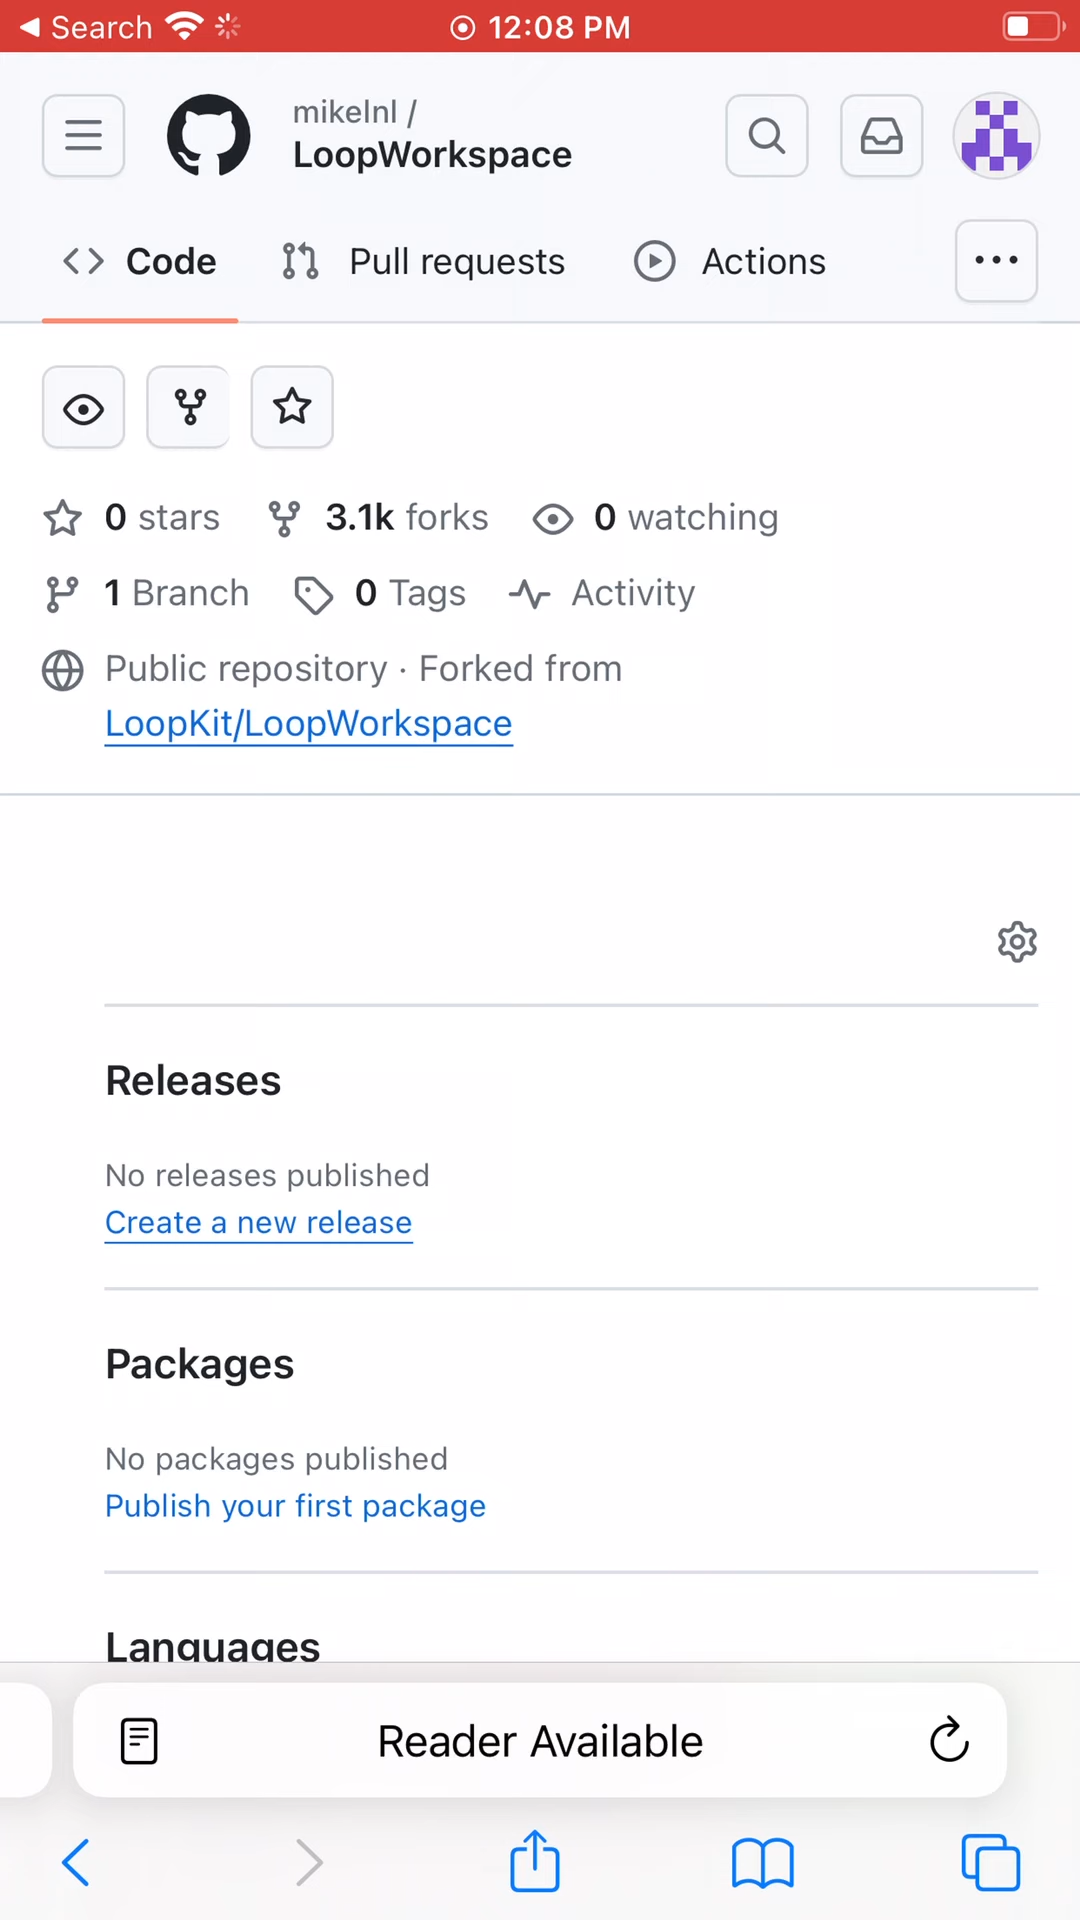 Search 12:08 PM
mikelnl /
LoopWorkspace
Code Pull requests Actions
0 stars 3.1k forks 0 watching
1 Branch 0 Tags Activity
Public repository · Forked from
LoopKit/LoopWorkspace
Releases
No releases published
Create a new release
Packages
No packages published
Publish your first package
Languages
Reader Available